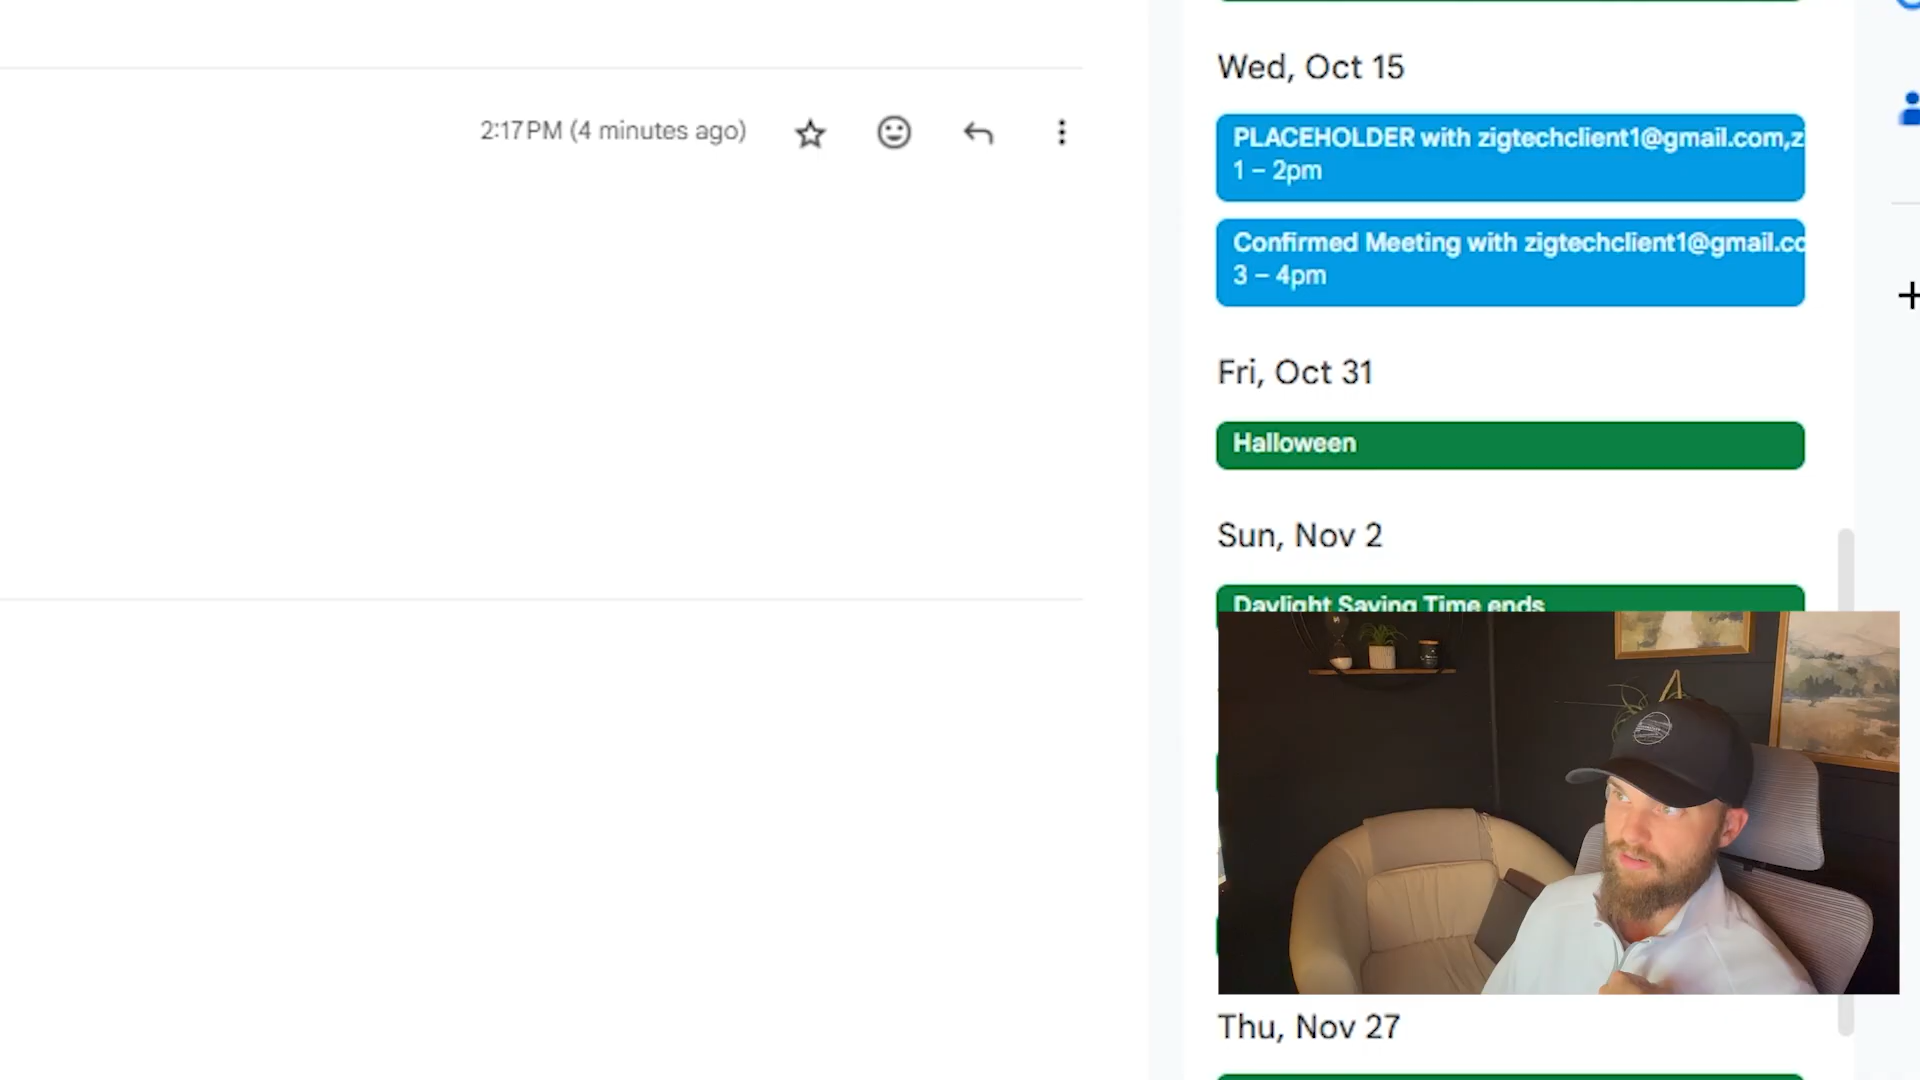 2:17 PM (4 minutes ago)
Wed, Oct 15
PLACEHOLDER with zigtechclient1@gmail.com,z
1 – 2pm
Confirmed Meeting with zigtechclient1@gmail.co
3 – 4pm
Fri, Oct 31
Halloween
Sun, Nov 2
Daylight Saving Time ends
Thu, Nov 27